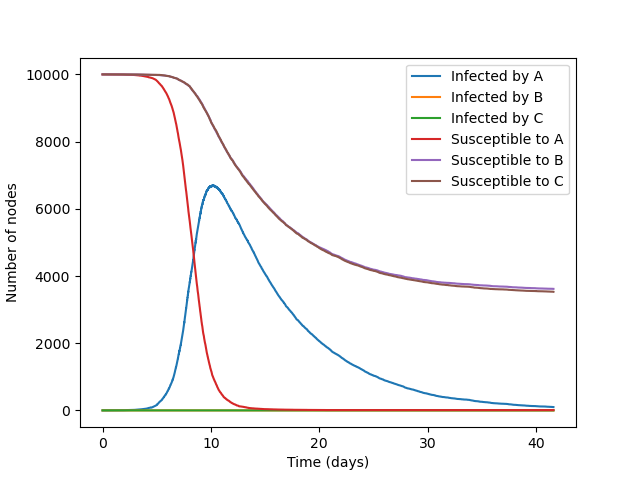 Infected by A
Infected by B
Infected by C
Susceptible to A
Susceptible to B
Susceptible to C
Number of nodes
10000
8000
6000
4000
2000
0
0 10 20 30 40
Time (days)